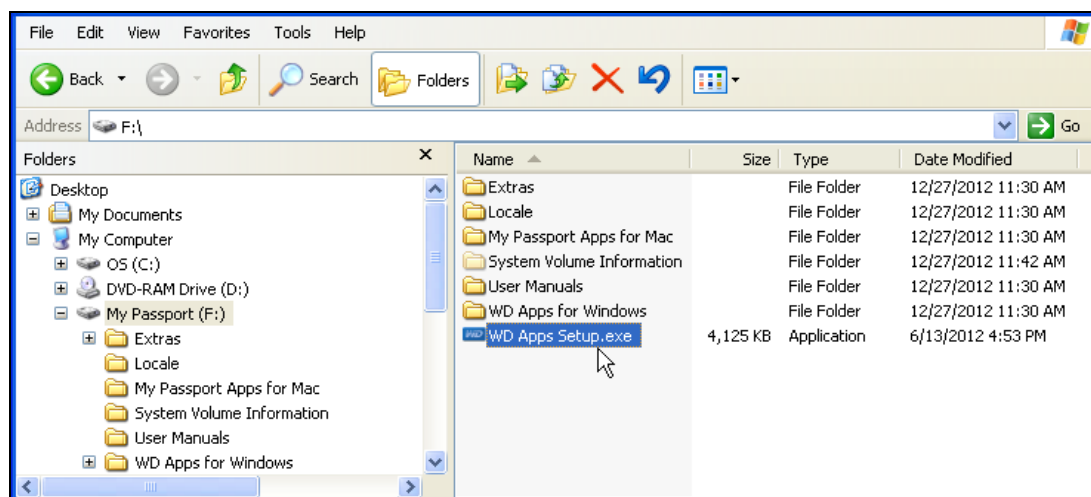 File Edit View Favorites Tools Help
Back Search Folders
Address F:\ Go
Folders
Desktop
My Documents
My Computer
OS (C:)
DVD-RAM Drive (D:)
My Passport (F:)
Extras
Locale
My Passport Apps for Mac
System Volume Information
User Manuals
WD Apps for Windows
Name Size Type Date Modified
Extras File Folder 12/27/2012 11:30 AM
Locale File Folder 12/27/2012 11:30 AM
My Passport Apps for Mac File Folder 12/27/2012 11:30 AM
System Volume Information File Folder 12/27/2012 11:42 AM
User Manuals File Folder 12/27/2012 11:30 AM
WD Apps for Windows File Folder 12/27/2012 11:30 AM
WD WD Apps Setup.exe 4,125 KB Application 6/13/2012 4:53 PM